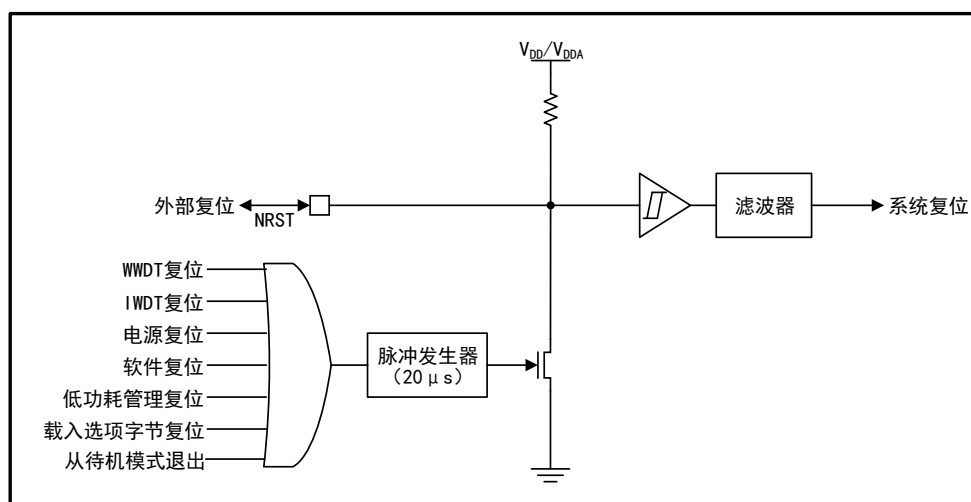 VDD/VDDA
外部复位
NRST
滤波器
系统复位
WWDT复位
IWDT复位
电源复位
软件复位
低功耗管理复位
载入选项字节复位
从待机模式退出
脉冲发生器
(20μs)